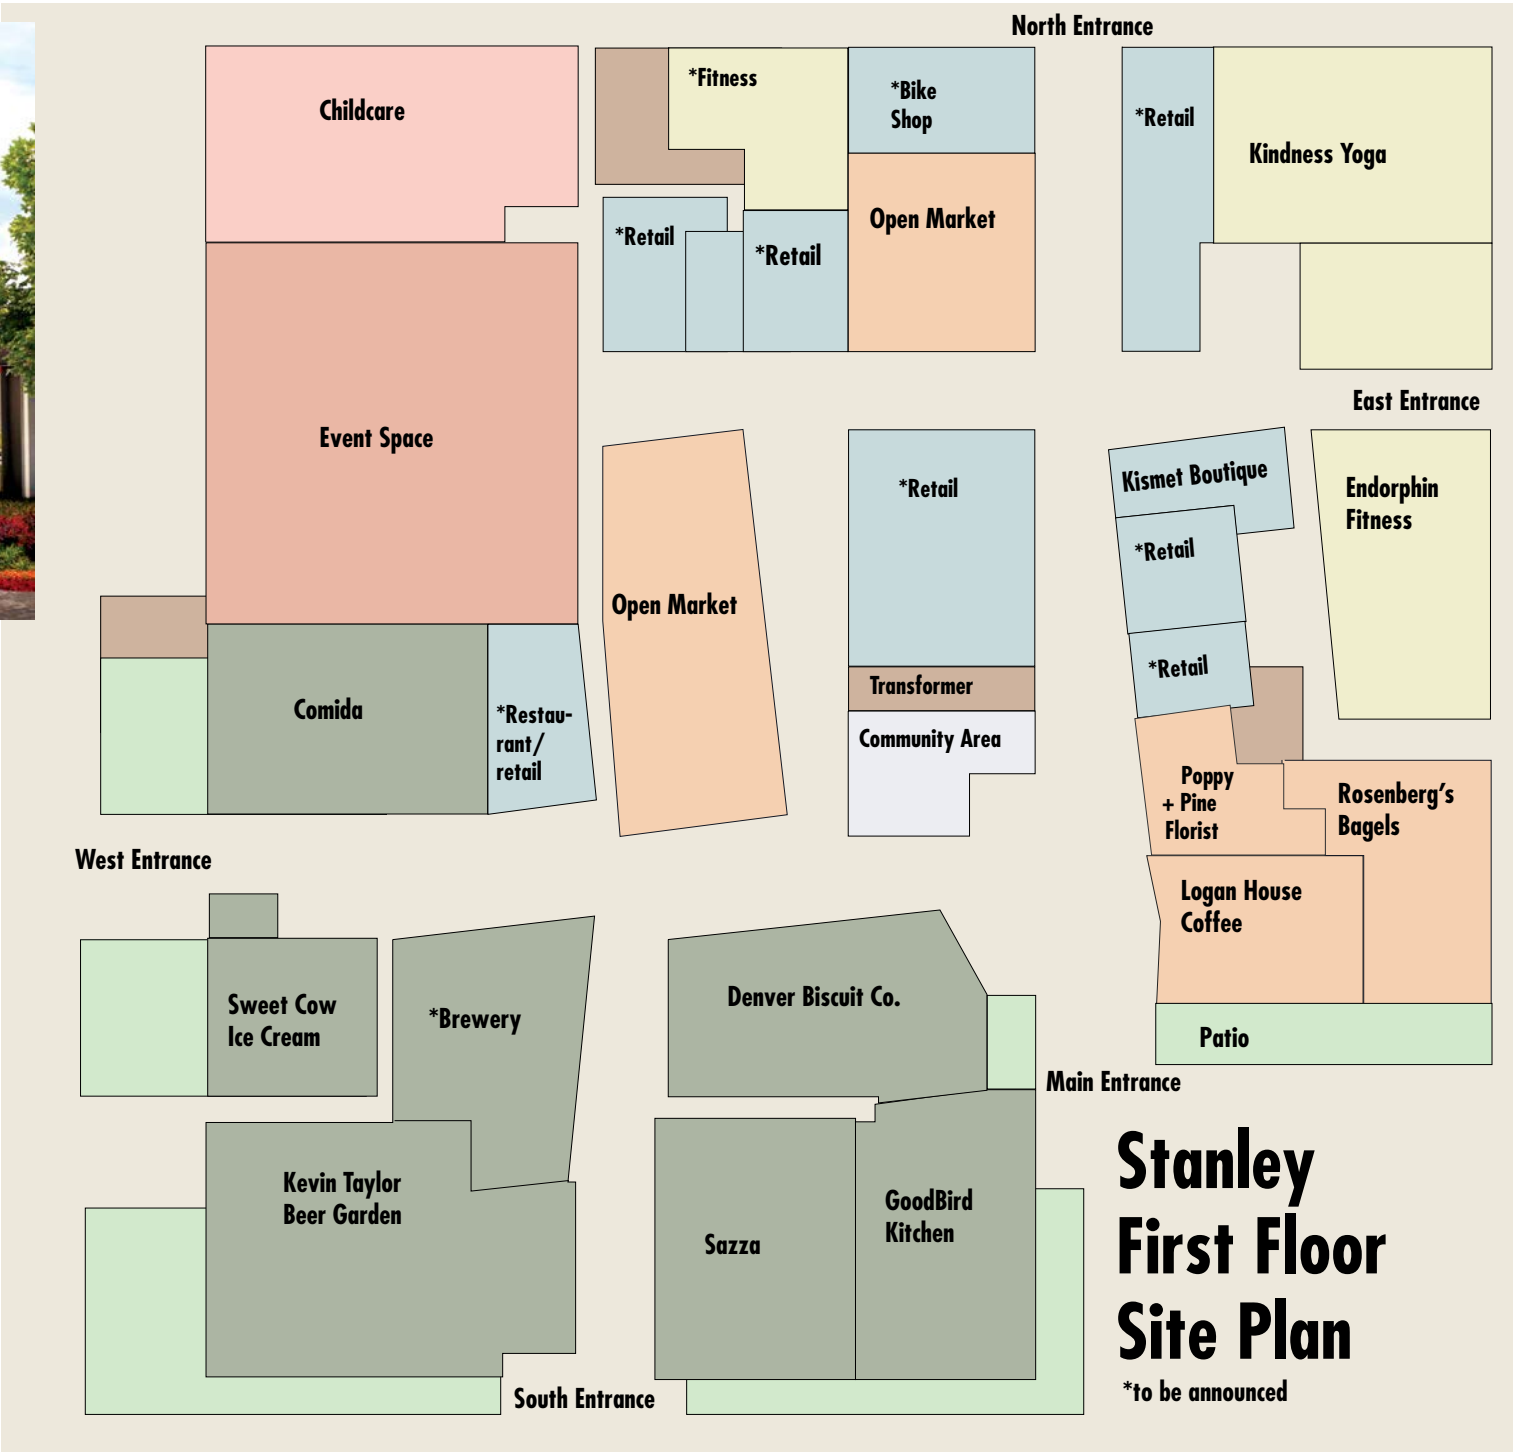 North Entrance
Childcare
*Fitness
*Bike
Shop
*Retail
Kindness Yoga
Open Market
*Retail
*Retail
East Entrance
Event Space
*Retail
Kismet Boutique
Endorphin
Fitness
*Retail
Open Market
*Retail
Transformer
Comida
*Restau-
rant/
retail
Community Area
Poppy
+ Pine
Florist
Rosenberg's
Bagels
West Entrance
Logan House
Coffee
Sweet Cow
Ice Cream
*Brewery
Denver Biscuit Co.
Patio
Main Entrance
Kevin Taylor
Beer Garden
Sazza
GoodBird
Kitchen
South Entrance
Stanley
First Floor
Site Plan
*to be announced